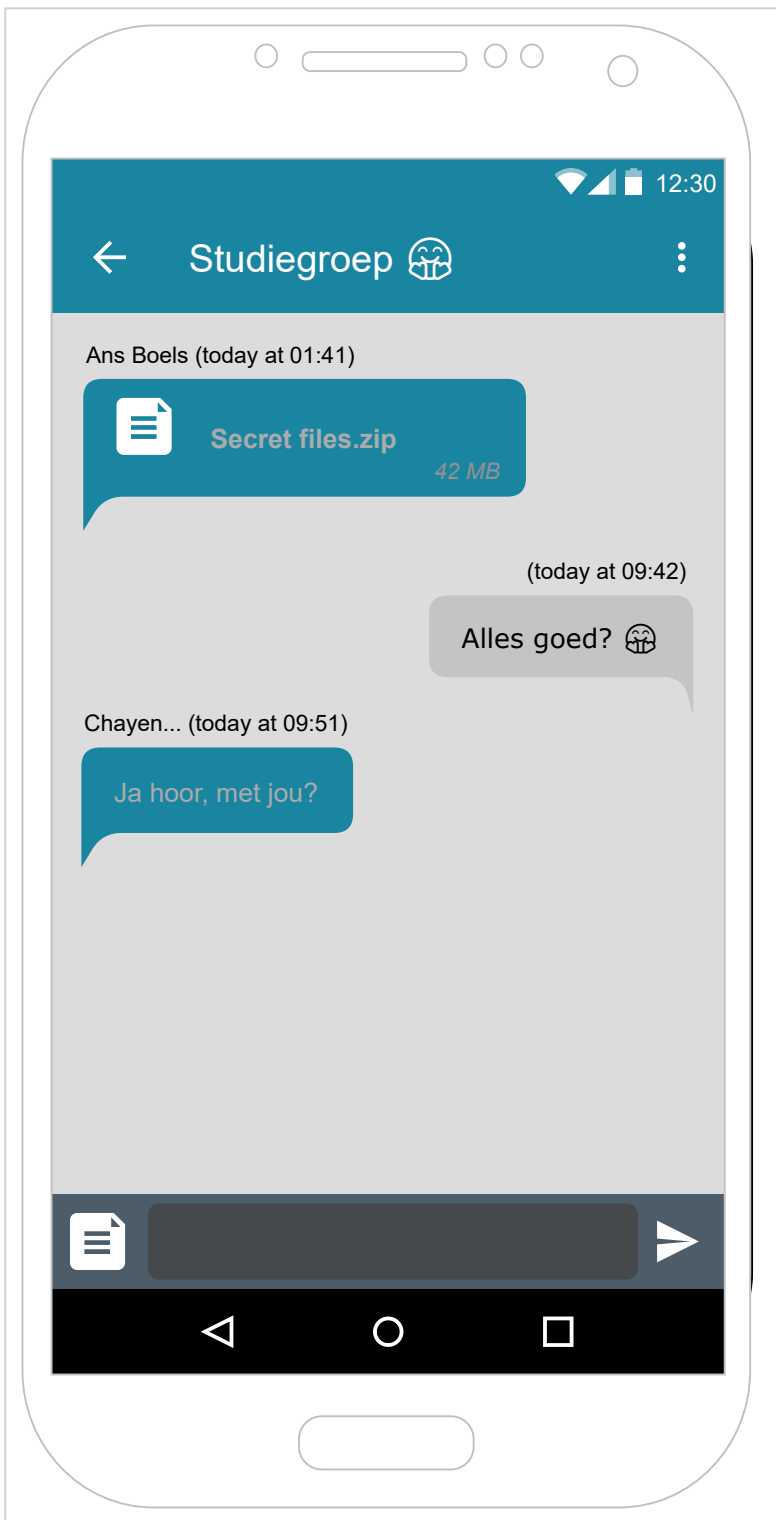 12:30
Studiegroep 🤗
Ans Boels (today at 01:41)
Secret files.zip
42 MB
(today at 09:42)
Alles goed? 🤗
Chayen... (today at 09:51)
Ja hoor, met jou?